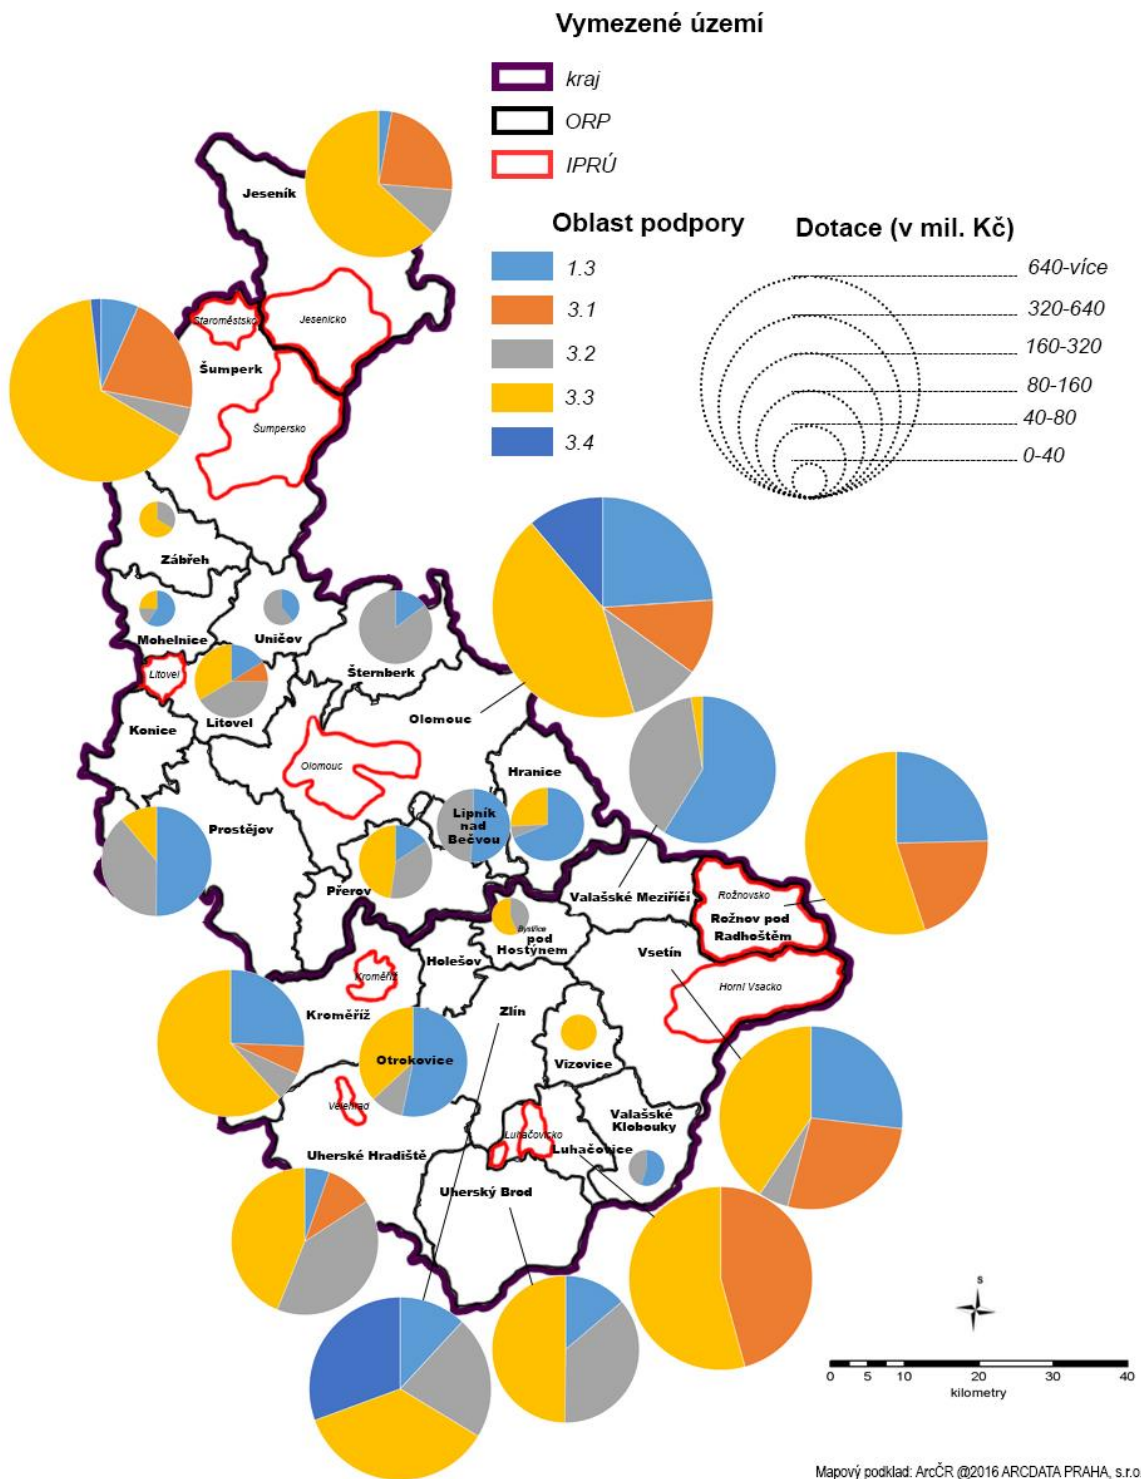 Vymezené území
kraj
ORP
IPRÚ
Oblast podpory
1.3
3.1
3.2
3.3
3.4
Dotace (v mil. Kč)
640-více
320-640
160-320
80-160
40-80
0-40
Jeseník
Staroměstsko
Jesenicko
Šumperk
Šumpersko
Zábřeh
Mohelnice
Uničov
Šternberk
Litovel
Litovel
Konice
Olomouc
Olomouc
Hranice
Prostějov
Lipník
nad
Bečvou
Přerov
Valašské Meziříčí
Rožnovsko
Rožnov pod
Radhoštěm
Bystřice
pod
Hostýnem
Holešov
Vsetín
Kroměříž
Kroměříž
Horní Vsacko
Zlín
Otrokovice
Vizovice
Velehrad
Valašské
Klobouky
Luhačovicko
Luhačovice
Uherské Hradiště
Uherský Brod
S
0 5 10 20 30 40
kilometry
Mapový podklad: ArcČR @2016 ARCDATA PRAHA, s.r.o